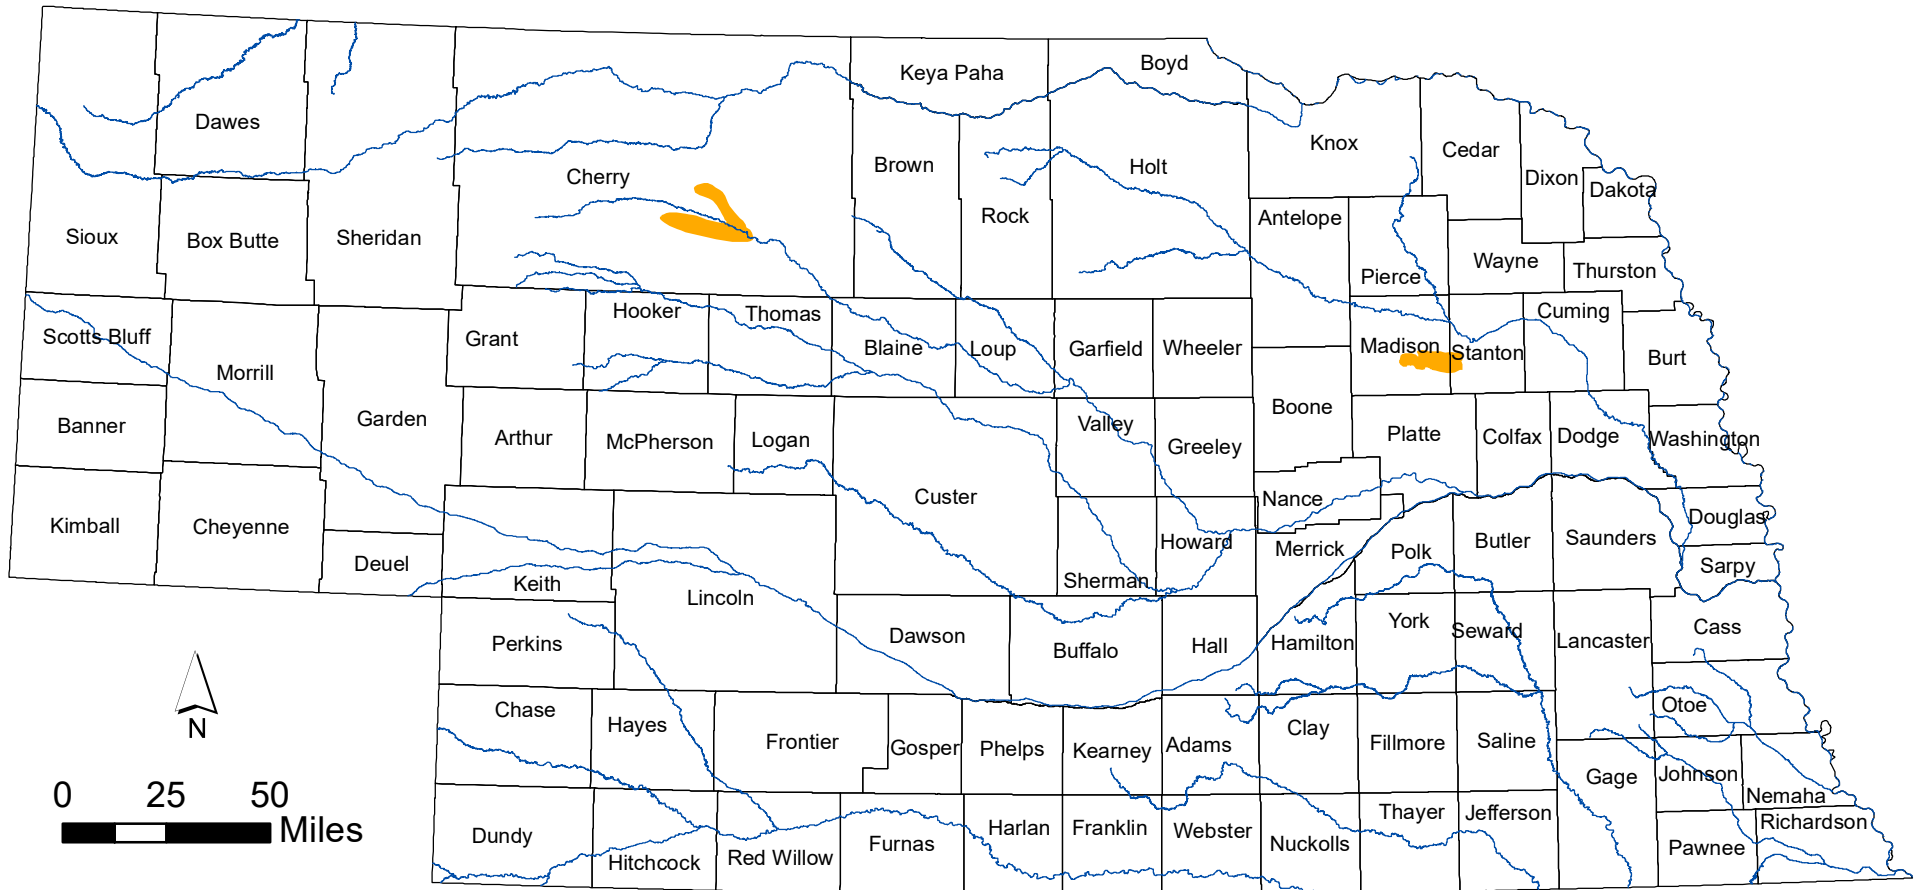 Boyd
Keya Paha
Dawes
Knox
Cedar
Brown
Holt
Cherry
Dixon
Dakota
Rock
Antelope
Sioux
Box Butte
Sheridan
Wayne
Thurston
Pierce
Hooker
Thomas
Cuming
Scotts Bluff
Grant
Madison
Stanton
Blaine
Loup
Garfield
Wheeler
Burt
Morrill
Boone
Garden
Banner
Valley
Arthur
McPherson
Logan
Greeley
Platte
Colfax
Dodge
Washington
Custer
Nance
Kimball
Cheyenne
Douglas
Howard
Merrick
Polk
Butler
Saunders
Deuel
Sarpy
Keith
Sherman
Lincoln
York
Seward
Cass
Perkins
Dawson
Buffalo
Hall
Hamilton
Lancaster
Chase
Hayes
Otoe
N
Frontier
Gosper
Phelps
Kearney
Adams
Clay
Fillmore
Saline
Gage
Johnson
0 25 50
Miles
Nemaha
Dundy
Hitchcock
Red Willow
Furnas
Harlan
Franklin
Webster
Nuckolls
Thayer
Jefferson
Richardson
Pawnee